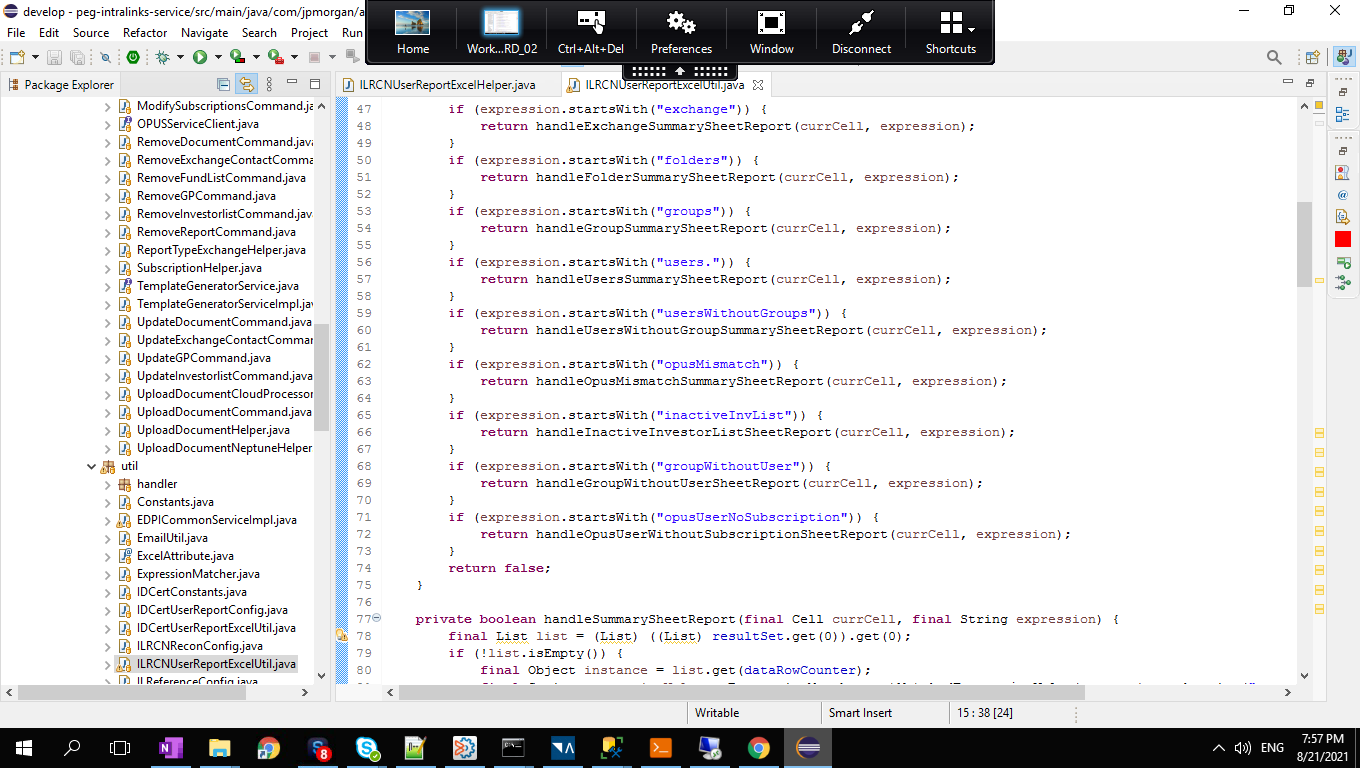 develop - peg-intralinks-service/src/main/java/com/jpmorgan/a
File Edit Source Refactor Navigate Search Project Run
Home
Work...RD_02
Ctrl+Alt+Del
Preferences
Window
Disconnect
Shortcuts
Package Explorer
ILRCNUserReportExcelHelper.java
ILRCNUserReportExcelUtil.java
ModifySubscriptionsCommand.ja
OPUSServiceClient.java
RemoveDocumentCommand.java
RemoveExchangeContactComma
RemoveFundListCommand.java
RemoveGPCommand.java
RemoveInvestorlistCommand.java
RemoveReportCommand.java
ReportTypeExchangeHelper.java
SubscriptionHelper.java
TemplateGeneratorService.java
TemplateGeneratorServiceImpl.jav
UpdateDocumentCommand.java
UpdateExchangeContactCommar
UpdateGPCommand.java
UpdateInvestorlistCommand.java
UploadDocumentCloudProcessor
UploadDocumentCommand.java
UploadDocumentHelper.java
UploadDocumentNeptuneHelper
util
handler
Constants.java
EDPICommonServiceImpl.java
EmailUtil.java
ExcelAttribute.java
ExpressionMatcher.java
IDCertConstants.java
IDCertUserReportConfig.java
IDCertUserReportExcelUtil.java
ILRCNReconConfig.java
ILRCNUserReportExcelUtil.java
ILReferenceConfig.java
47 if (expression.startsWith("exchange")) {
48 return handleExchangeSummarySheetReport(currCell, expression);
49 }
50 if (expression.startsWith("folders")) {
51 return handleFolderSummarySheetReport(currCell, expression);
52 }
53 if (expression.startsWith("groups")) {
54 return handleGroupSummarySheetReport(currCell, expression);
55 }
56 if (expression.startsWith("users.")) {
57 return handleUsersSummarySheetReport(currCell, expression);
58 }
59 if (expression.startsWith("usersWithoutGroups")) {
60 return handleUsersWithoutGroupSummarySheetReport(currCell, expression);
61 }
62 if (expression.startsWith("opusMismatch")) {
63 return handleOpusMismatchSummarySheetReport(currCell, expression);
64 }
65 if (expression.startsWith("inactiveInvList")) {
66 return handleInactiveInvestorListSheetReport(currCell, expression);
67 }
68 if (expression.startsWith("groupWithoutUser")) {
69 return handleGroupWithoutUserSheetReport(currCell, expression);
70 }
71 if (expression.startsWith("opusUserNoSubscription")) {
72 return handleOpusUserWithoutSubscriptionSheetReport(currCell, expression);
73 }
74 return false;
75 }
76
77 private boolean handleSummarySheetReport(final Cell currCell, final String expression) {
78 final List list = (List) ((List) resultSet.get(0)).get(0);
79 if (!list.isEmpty()) {
80 final Object instance = list.get(dataRowCounter);
Writable
Smart Insert
15 : 38 [24]
8
ENG
7:57 PM
8/21/2021